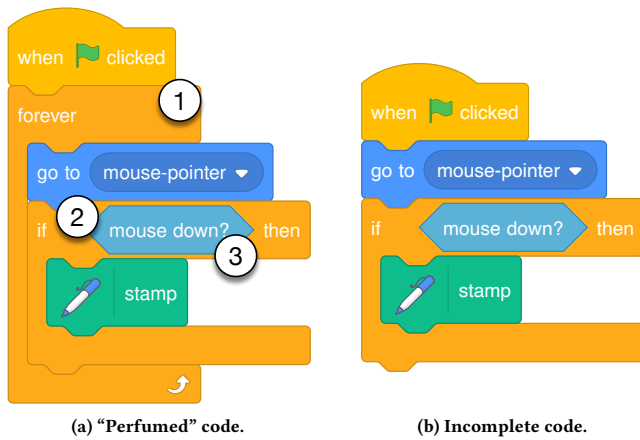 when clicked
1
forever
go to mouse-pointer
2
if mouse down? then
3
stamp
(a) “Perfumed” code.
when clicked
go to mouse-pointer
if mouse down? then
stamp
(b) Incomplete code.